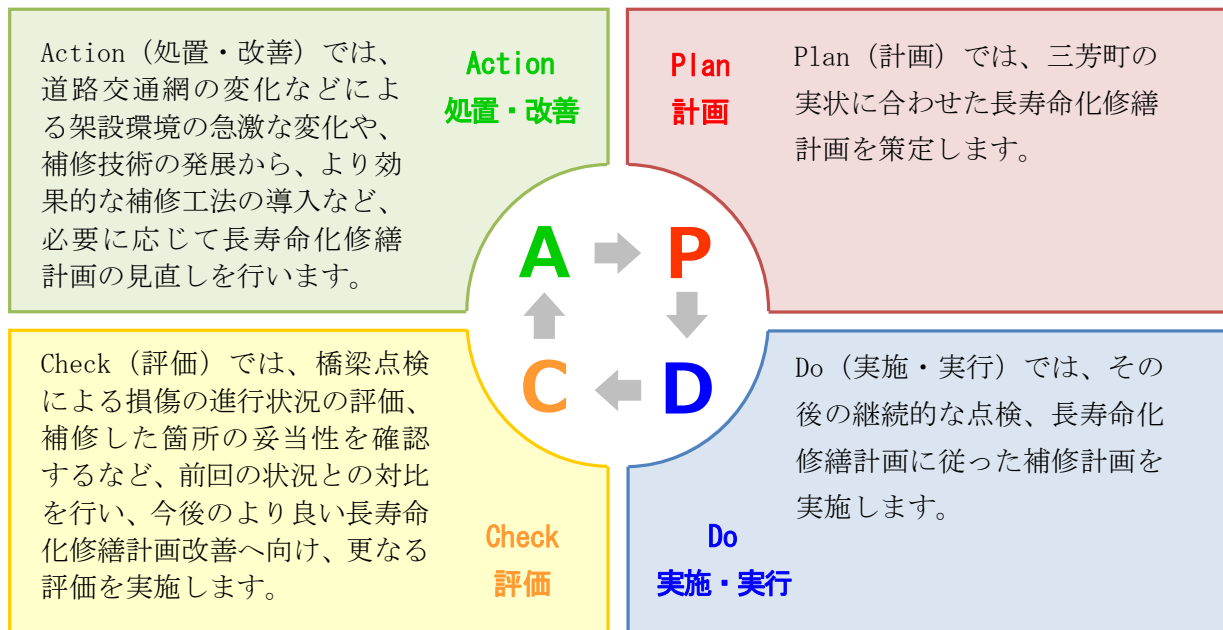 Action（処置・改善）では、
道路交通網の変化などによ
る架設環境の急激な変化や、
補修技術の発展から、より効
果的な補修工法の導入など、
必要に応じて長寿命化修繕
計画の見直しを行います。
Action
処置・改善
Plan
計画
Plan（計画）では、三芳町の
実状に合わせた長寿命化修繕
計画を策定します。
A
P
C
D
Check（評価）では、橋梁点検
による損傷の進行状況の評価、
補修した箇所の妥当性を確認
するなど、前回の状況との対比
を行い、今後のより良い長寿命
化修繕計画改善へ向け、更なる
評価を実施します。
Check
評価
Do
実施・実行
Do（実施・実行）では、その
後の継続的な点検、長寿命化
修繕計画に従った補修計画を
実施します。